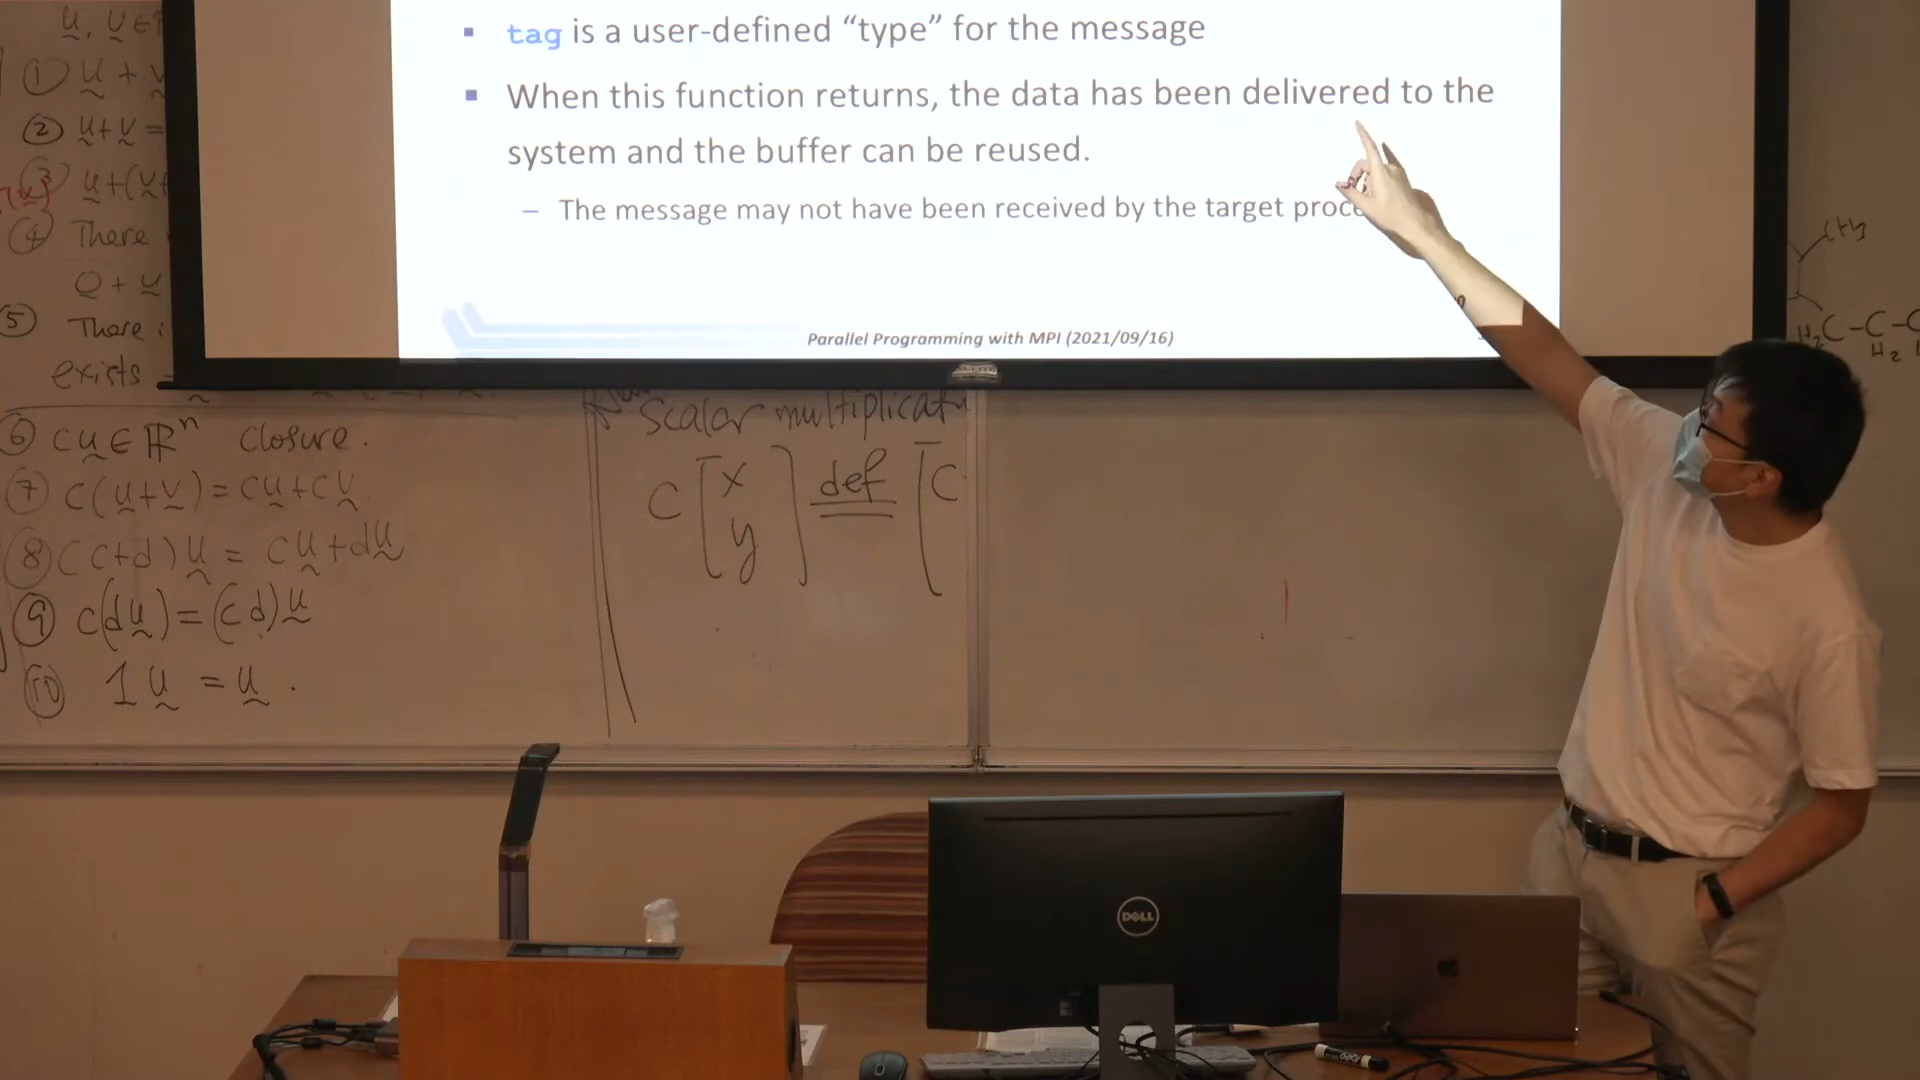 tag is a user-defined “type” for the message
When this function returns, the data has been delivered to the
system and the buffer can be reused.
– The message may not have been received by the target
Parallel Programming with MPI (2021/09/16)
u, v ∈
① u + v
② u+v =
③ u+(v+
④ There
0 + u
⑤ There i
exists
⑥ cu ∈ ℝⁿ closure.
⑦ c(u+v) = cu+cv
⑧ (c+d)u = cu+du
⑨ c(du) = (cd)u
⑩ 1u = u.
Scalar
c [x y] def [c
CH3
H2C-C-C
H2
DELL